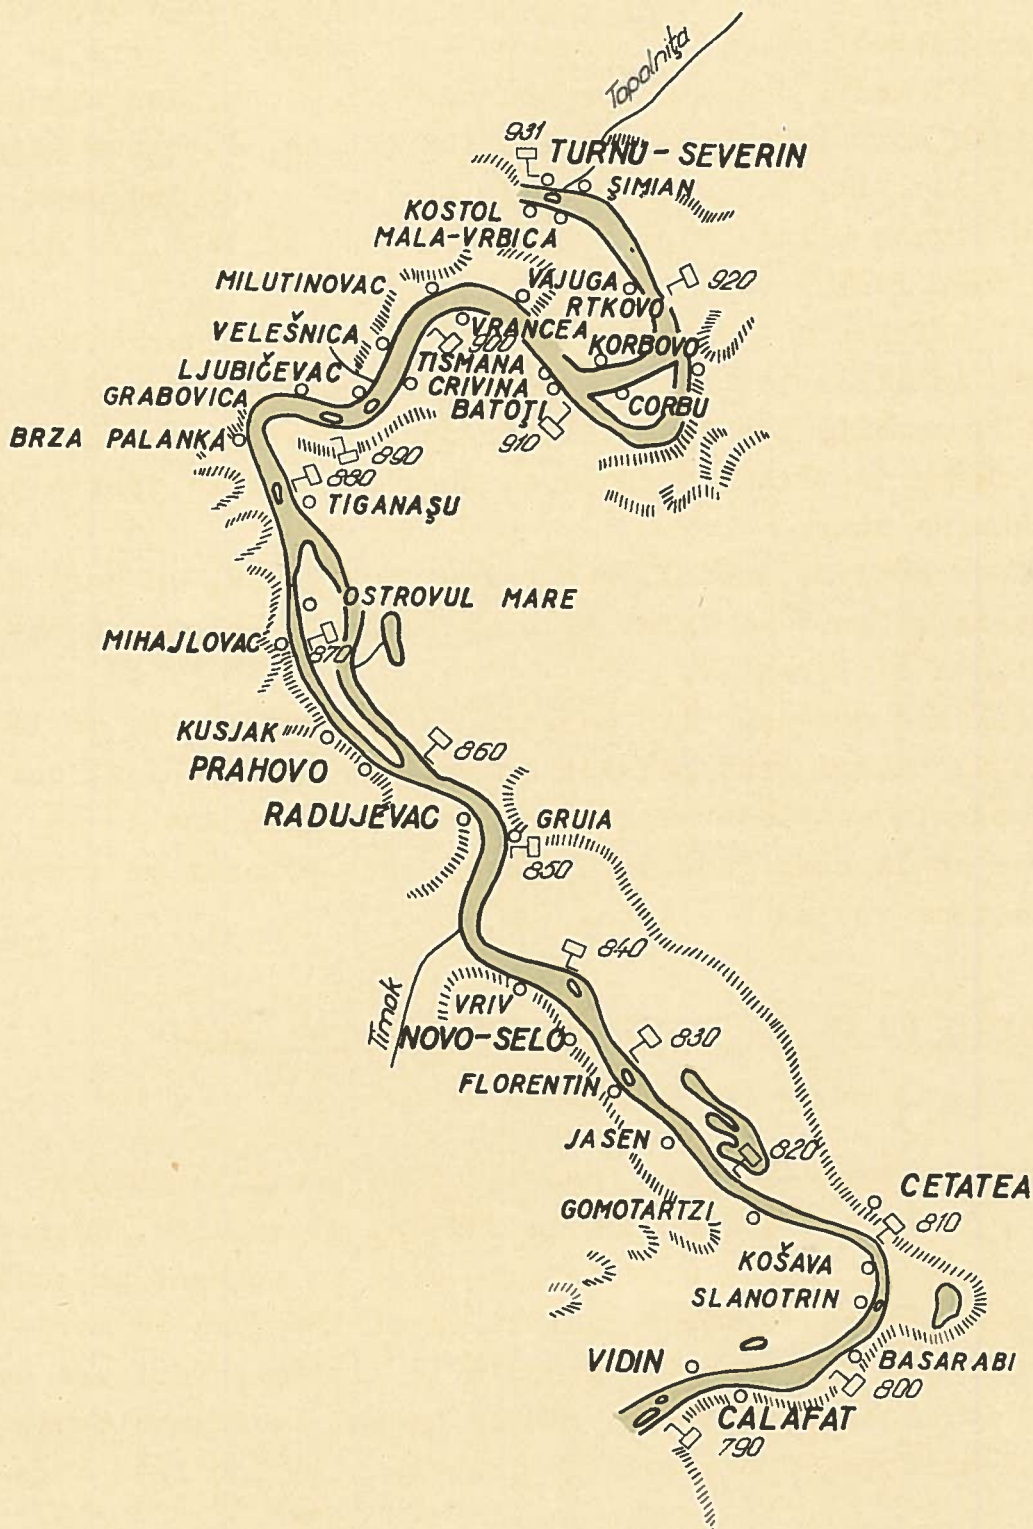 Topolniţa
931
TURNU-SEVERIN
ŞIMIAN
KOSTOL
MALA-VRBICA
MILUTINOVAC
VAJUGA
920
RTKOVO
VELEŠNICA
VRANCEA
900
KORBOVO
LJUBIČEVAC
TISMANA
GRABOVICA
CRIVINA
BATOŢI
CORBU
BRZA PALANKA
910
890
880
TIGANAŞU
OSTROVUL MARE
MIHAJLOVAC
870
KUSJAK
860
PRAHOVO
RADUJEVAC
GRUIA
850
840
Timok
VRIV
NOVO-SELO
830
FLORENTIN
JASEN
820
CETATEA
GOMOTARTZI
810
KOŠAVA
SLANOTRIN
VIDIN
BASARABI
800
CALAFAT
790